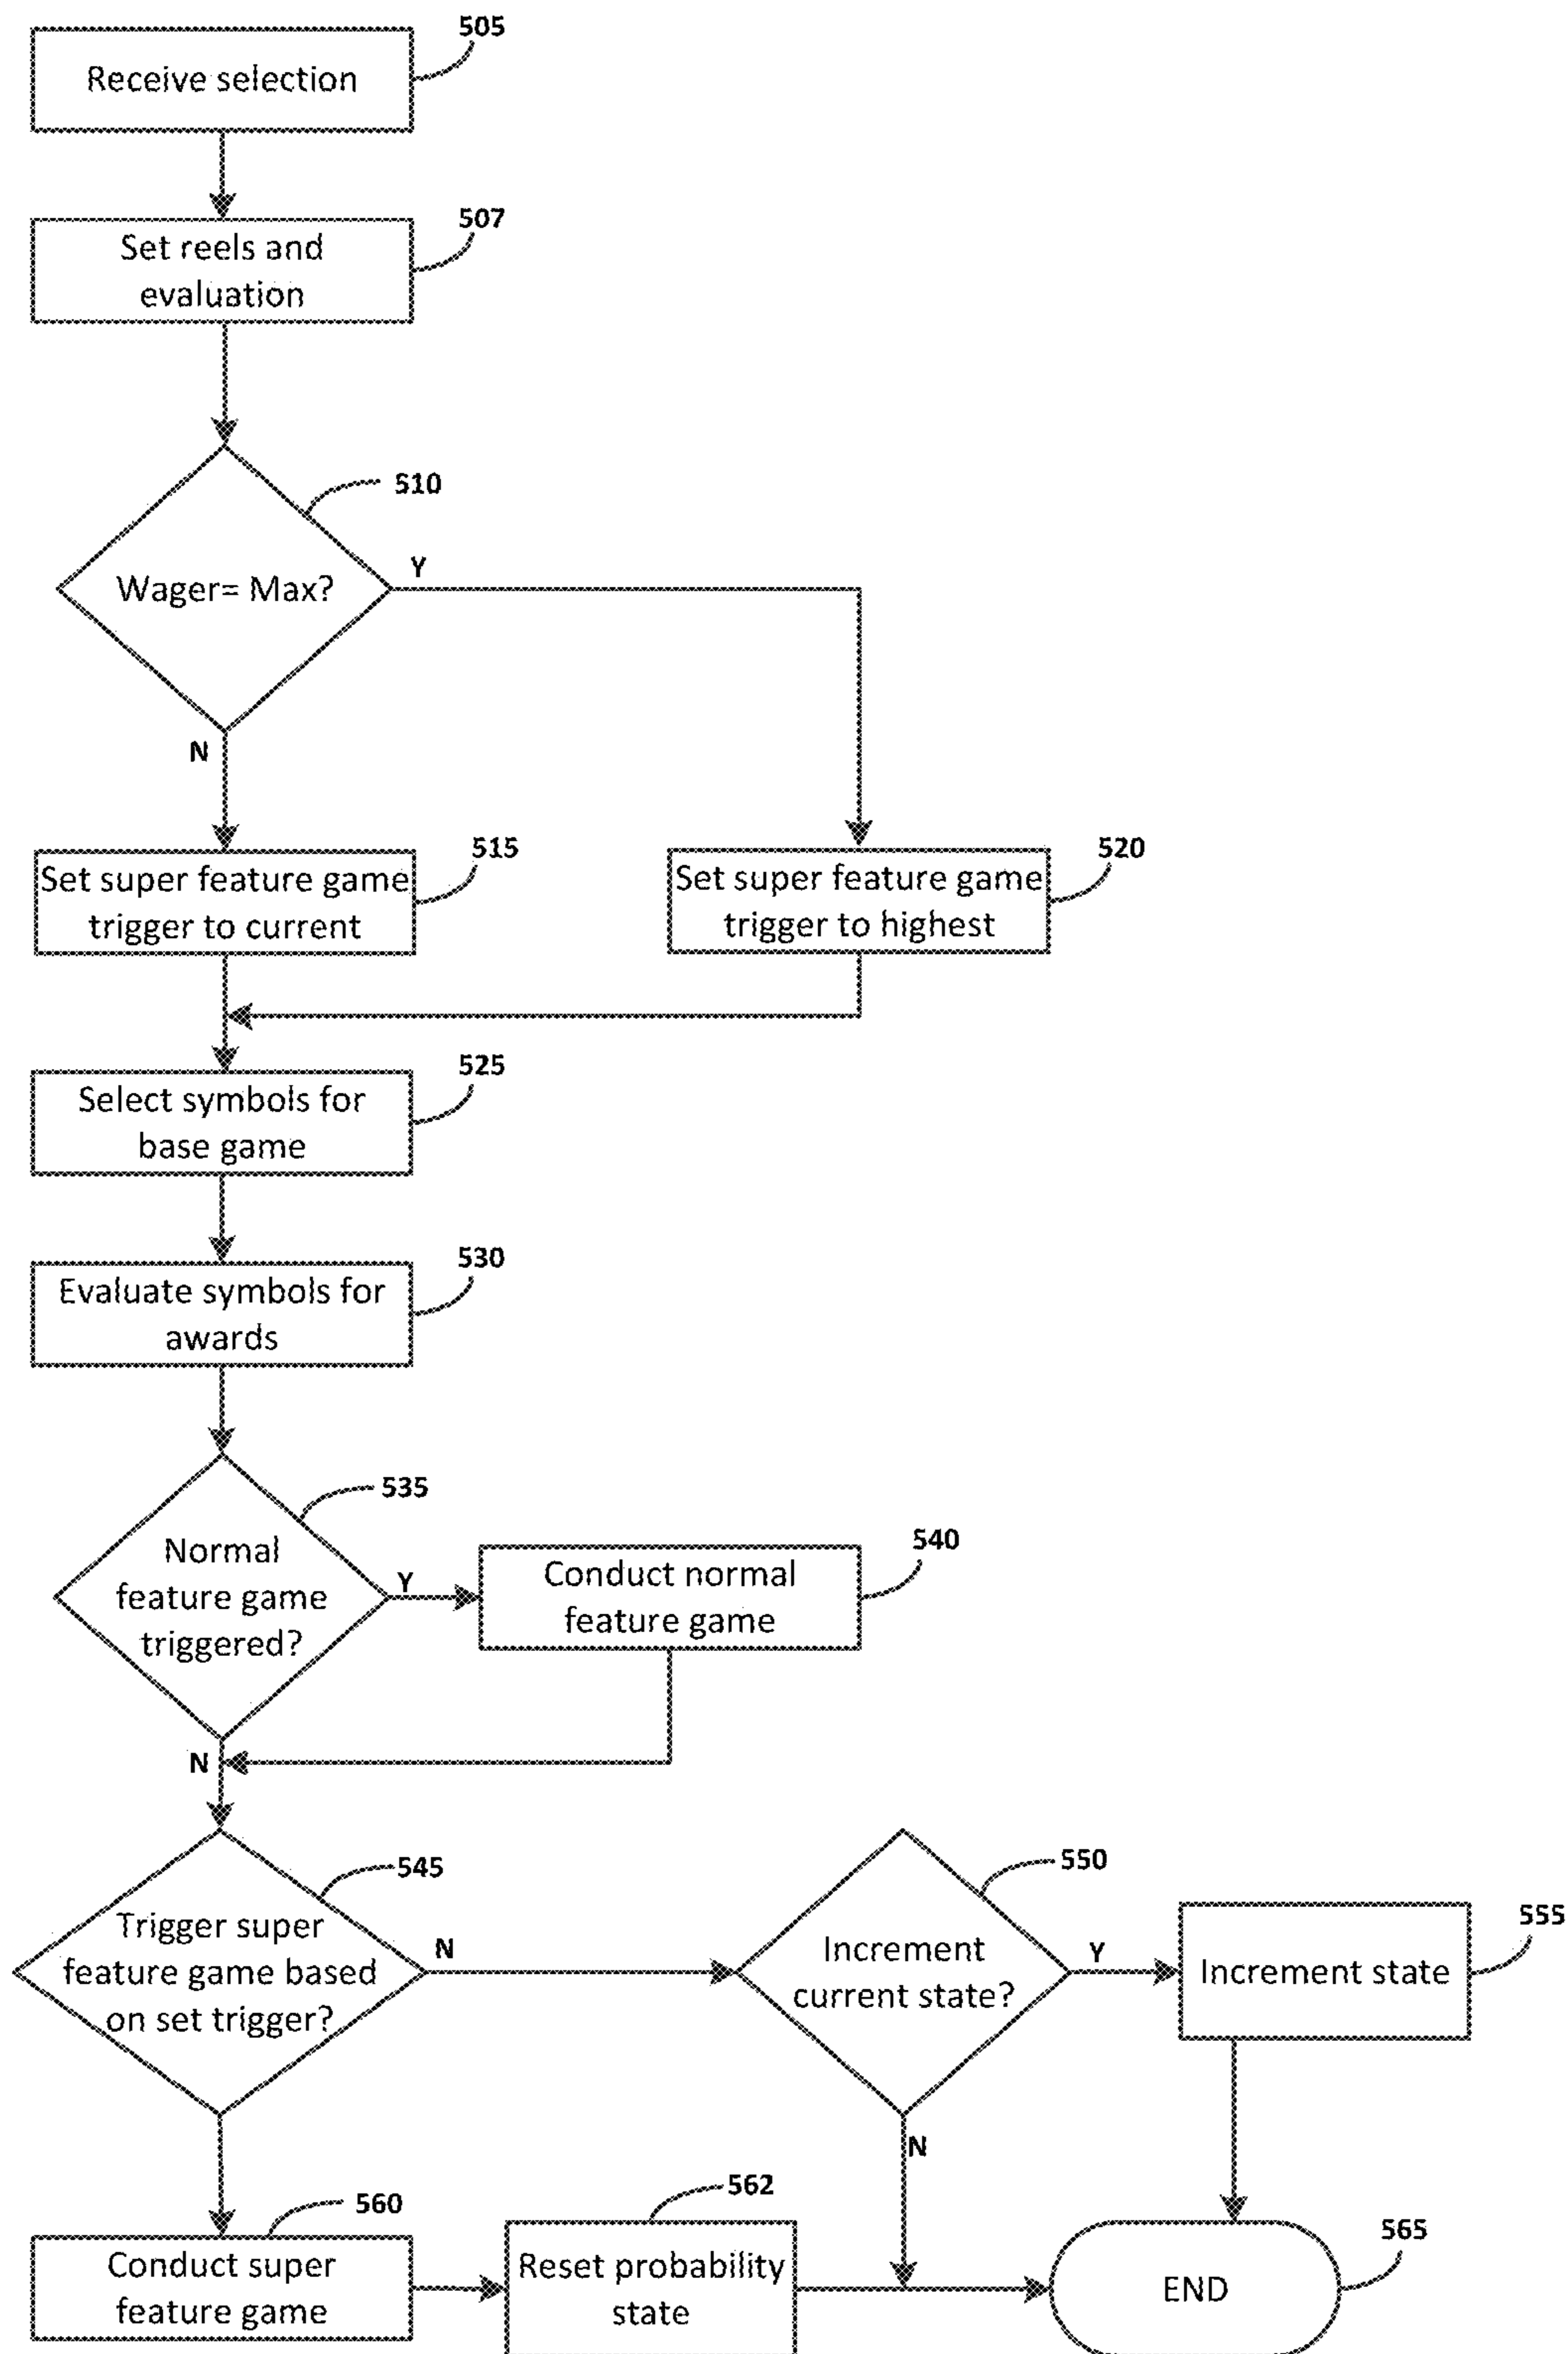 505
Receive selection
507
Set reels and
evaluation
510
Wager= Max?
Y
N
515
Set super feature game
trigger to current
520
Set super feature game
trigger to highest
525
Select symbols for
base game
530
Evaluate symbols for
awards
535
Normal
feature game
triggered?
Y
540
Conduct normal
feature game
N
545
Trigger super
feature game based
on set trigger?
N
550
Increment
current state?
Y
555
Increment state
N
560
Conduct super
feature game
562
Reset probability
state
565
END